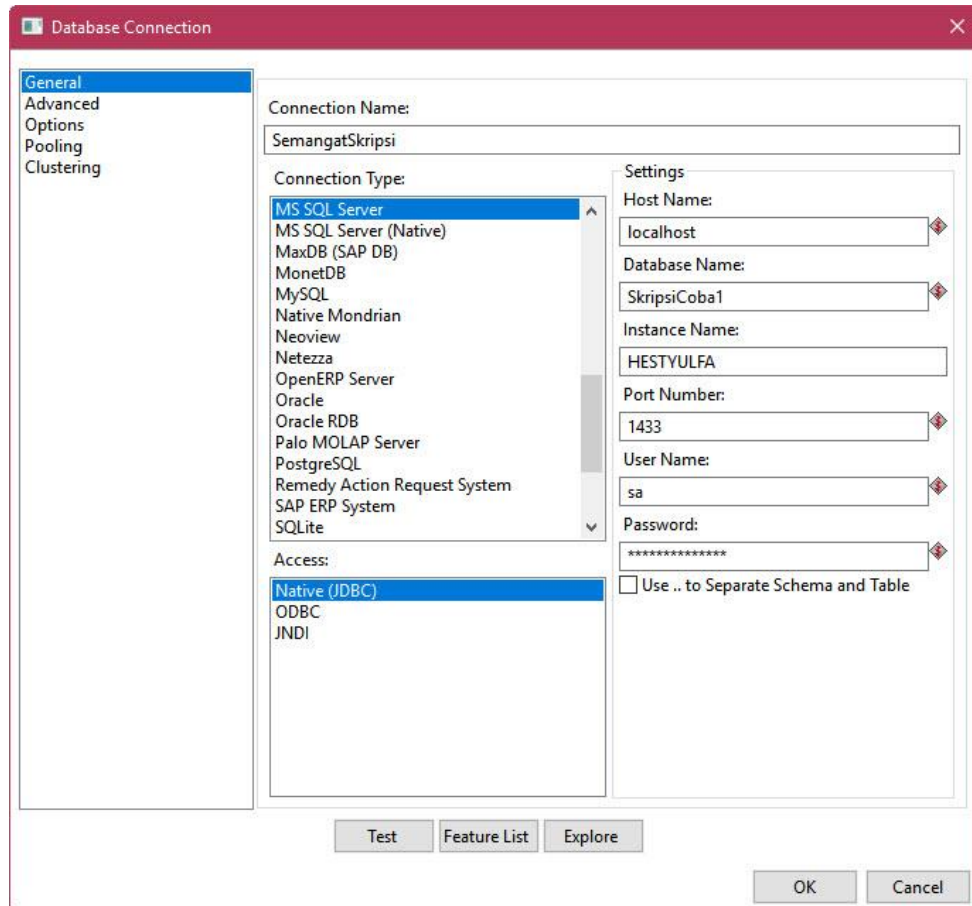 Database Connection
General
Advanced
Options
Pooling
Clustering
Connection Name:
SemangatSkripsi
Connection Type:
MS SQL Server
MS SQL Server (Native)
MaxDB (SAP DB)
MonetDB
MySQL
Native Mondrian
Neoview
Netezza
OpenERP Server
Oracle
Oracle RDB
Palo MOLAP Server
PostgreSQL
Remedy Action Request System
SAP ERP System
SQLite
Access:
Native (JDBC)
ODBC
JNDI
Settings
Host Name:
localhost
Database Name:
SkripsiCoba1
Instance Name:
HESTYULFA
Port Number:
1433
User Name:
sa
Password:
**************
Use .. to Separate Schema and Table
Test
Feature List
Explore
OK
Cancel